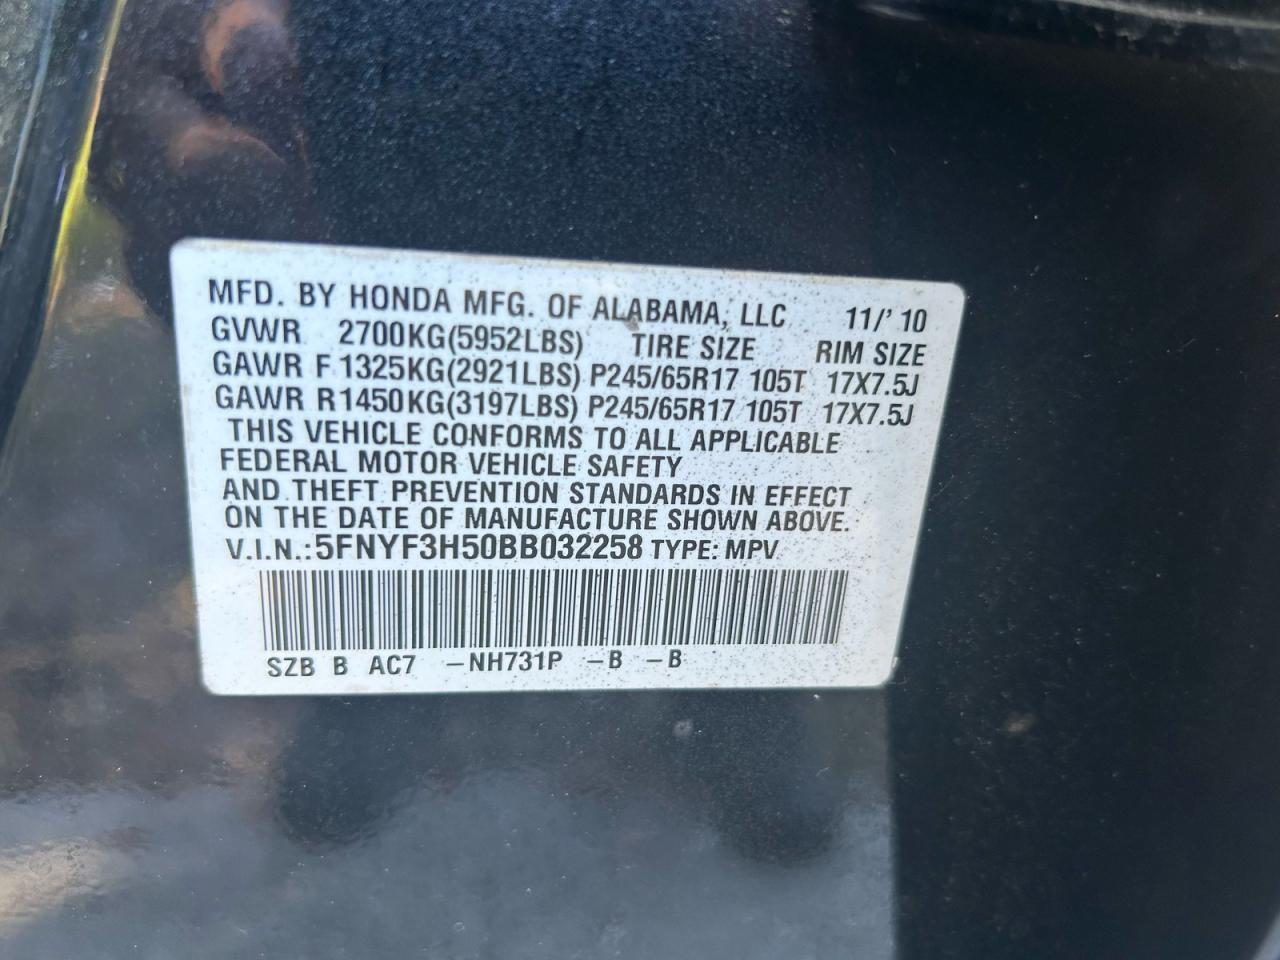 MFD. BY HONDA MFG. OF ALABAMA, LLC 11/' 10
GVWR 2700KG(5952LBS) TIRE SIZE RIM SIZE
GAWR F 1325KG(2921LBS) P245/65R17 105T 17X7.5J
GAWR R1450KG(3197LBS) P245/65R17 105T 17X7.5J
THIS VEHICLE CONFORMS TO ALL APPLICABLE
FEDERAL MOTOR VEHICLE SAFETY
AND THEFT PREVENTION STANDARDS IN EFFECT
ON THE DATE OF MANUFACTURE SHOWN ABOVE.
V.I.N.:5FNYF3H50BB032258 TYPE: MPV
SZB B AC7 –NH731P –B –B